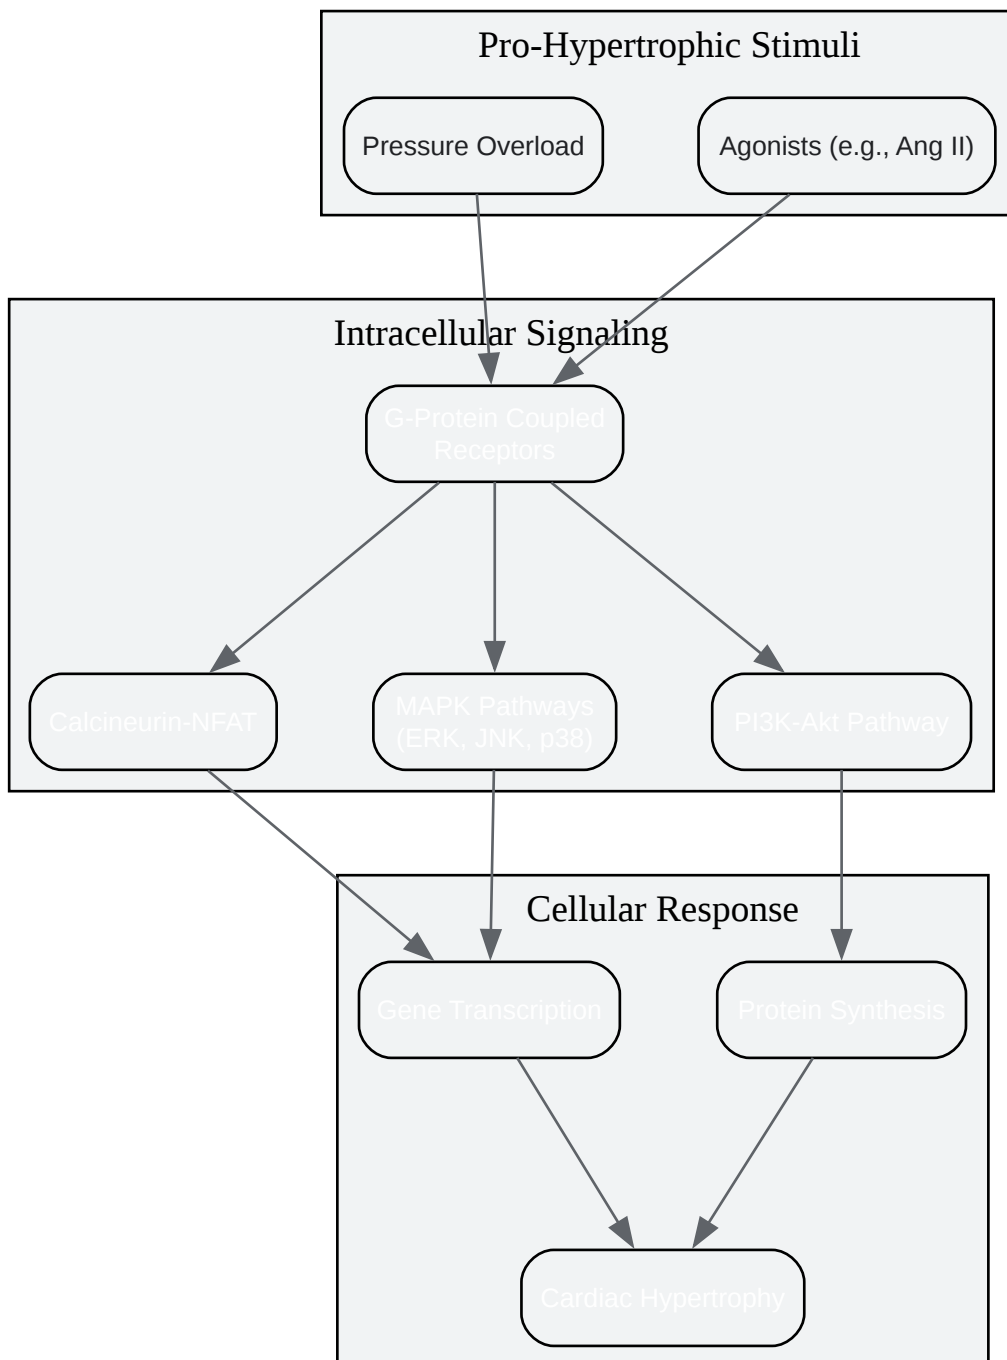 Pro-Hypertrophic Stimuli
Pressure Overload
Agonists (e.g., Ang II)
Intracellular Signaling
G-Protein Coupled
Receptors
Calcineurin-NFAT
MAPK Pathways
(ERK, JNK, p38)
PI3K-Akt Pathway
Cellular Response
Gene Transcription
Protein Synthesis
Cardiac Hypertrophy